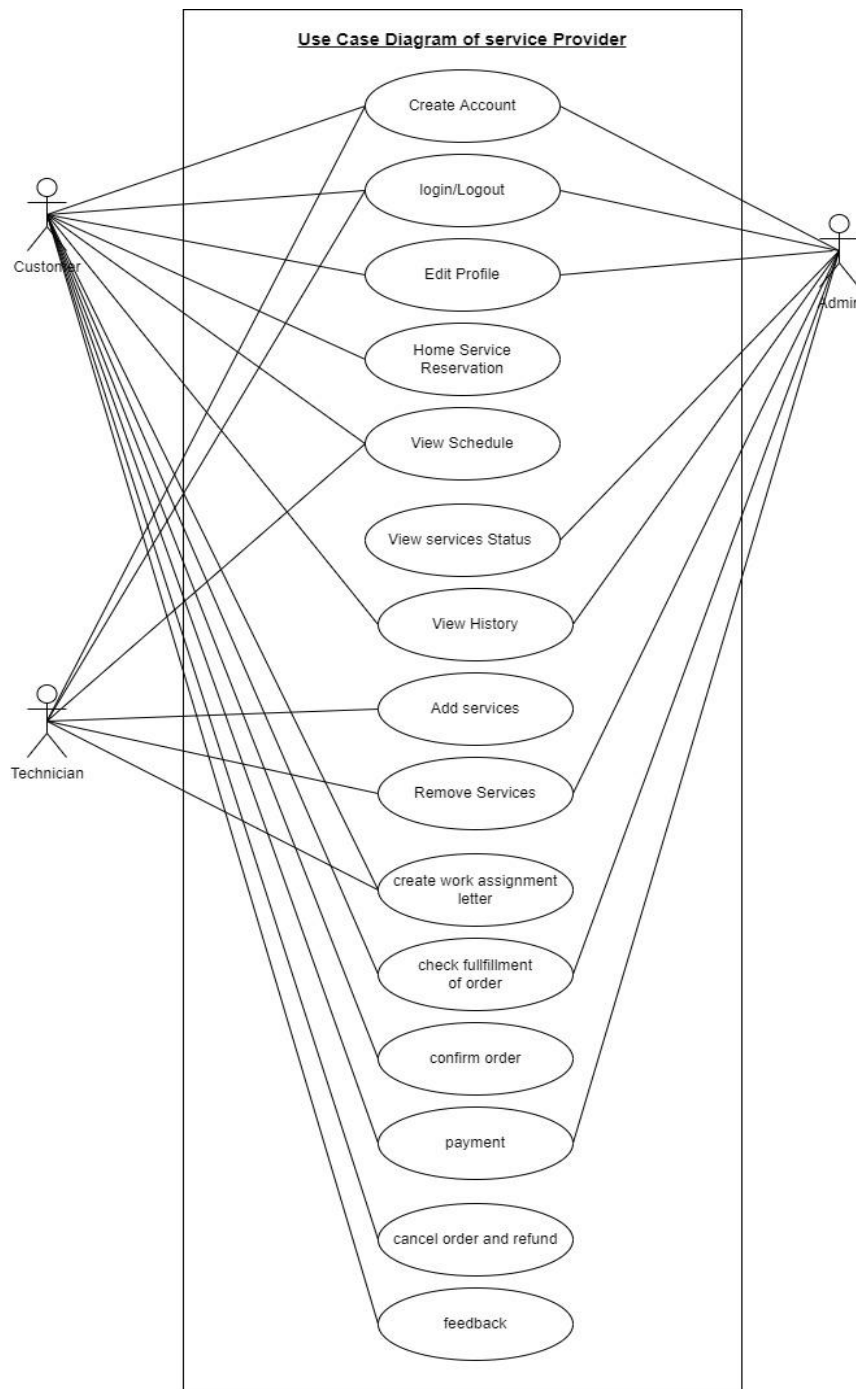 Use Case Diagram of service Provider
Create Account
login/Logout
Customer
Edit Profile
Admin
Home Service
Reservation
View Schedule
View services Status
View History
Add services
Technician
Remove Services
create work assignment
letter
check fullfillment
of order
confirm order
payment
cancel order and refund
feedback